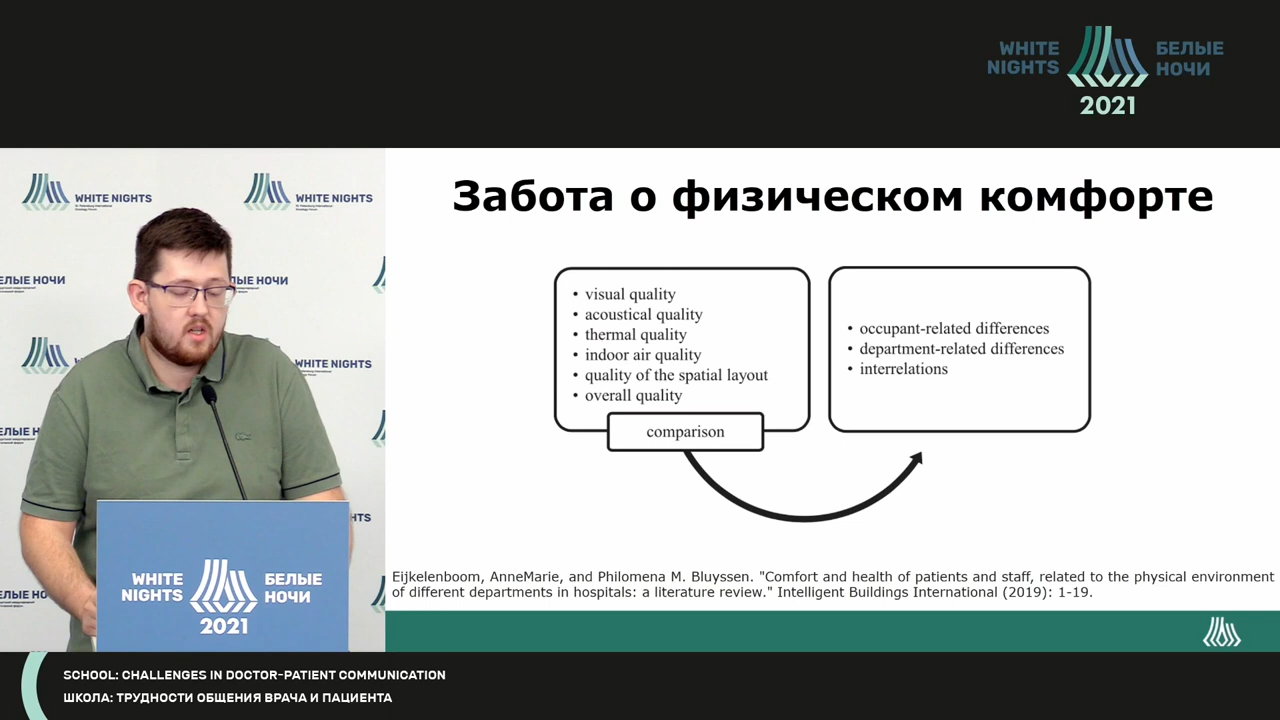 WHITE NIGHTS
БЕЛЫЕ НОЧИ
2021
WHITE NIGHTS
WHITE NIGHTS
БЕЛЫЕ НОЧИ
WHITE NIGHTS
2021
БЕЛЫЕ НОЧИ
Забота о физическом комфорте
• visual quality
• acoustical quality
• thermal quality
• indoor air quality
• quality of the spatial layout
• overall quality
comparison
• occupant-related differences
• department-related differences
• interrelations
Eijkelenboom, AnneMarie, and Philomena M. Bluyssen. "Comfort and health of patients and staff, related to the physical environment
of different departments in hospitals: a literature review." Intelligent Buildings International (2019): 1-19.
SCHOOL: CHALLENGES IN DOCTOR-PATIENT COMMUNICATION
ШКОЛА: ТРУДНОСТИ ОБЩЕНИЯ ВРАЧА И ПАЦИЕНТА